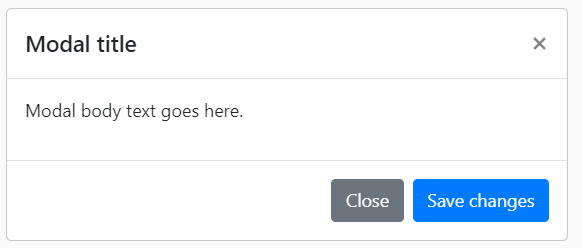 Modal title ×
Modal body text goes here.
Close Save changes